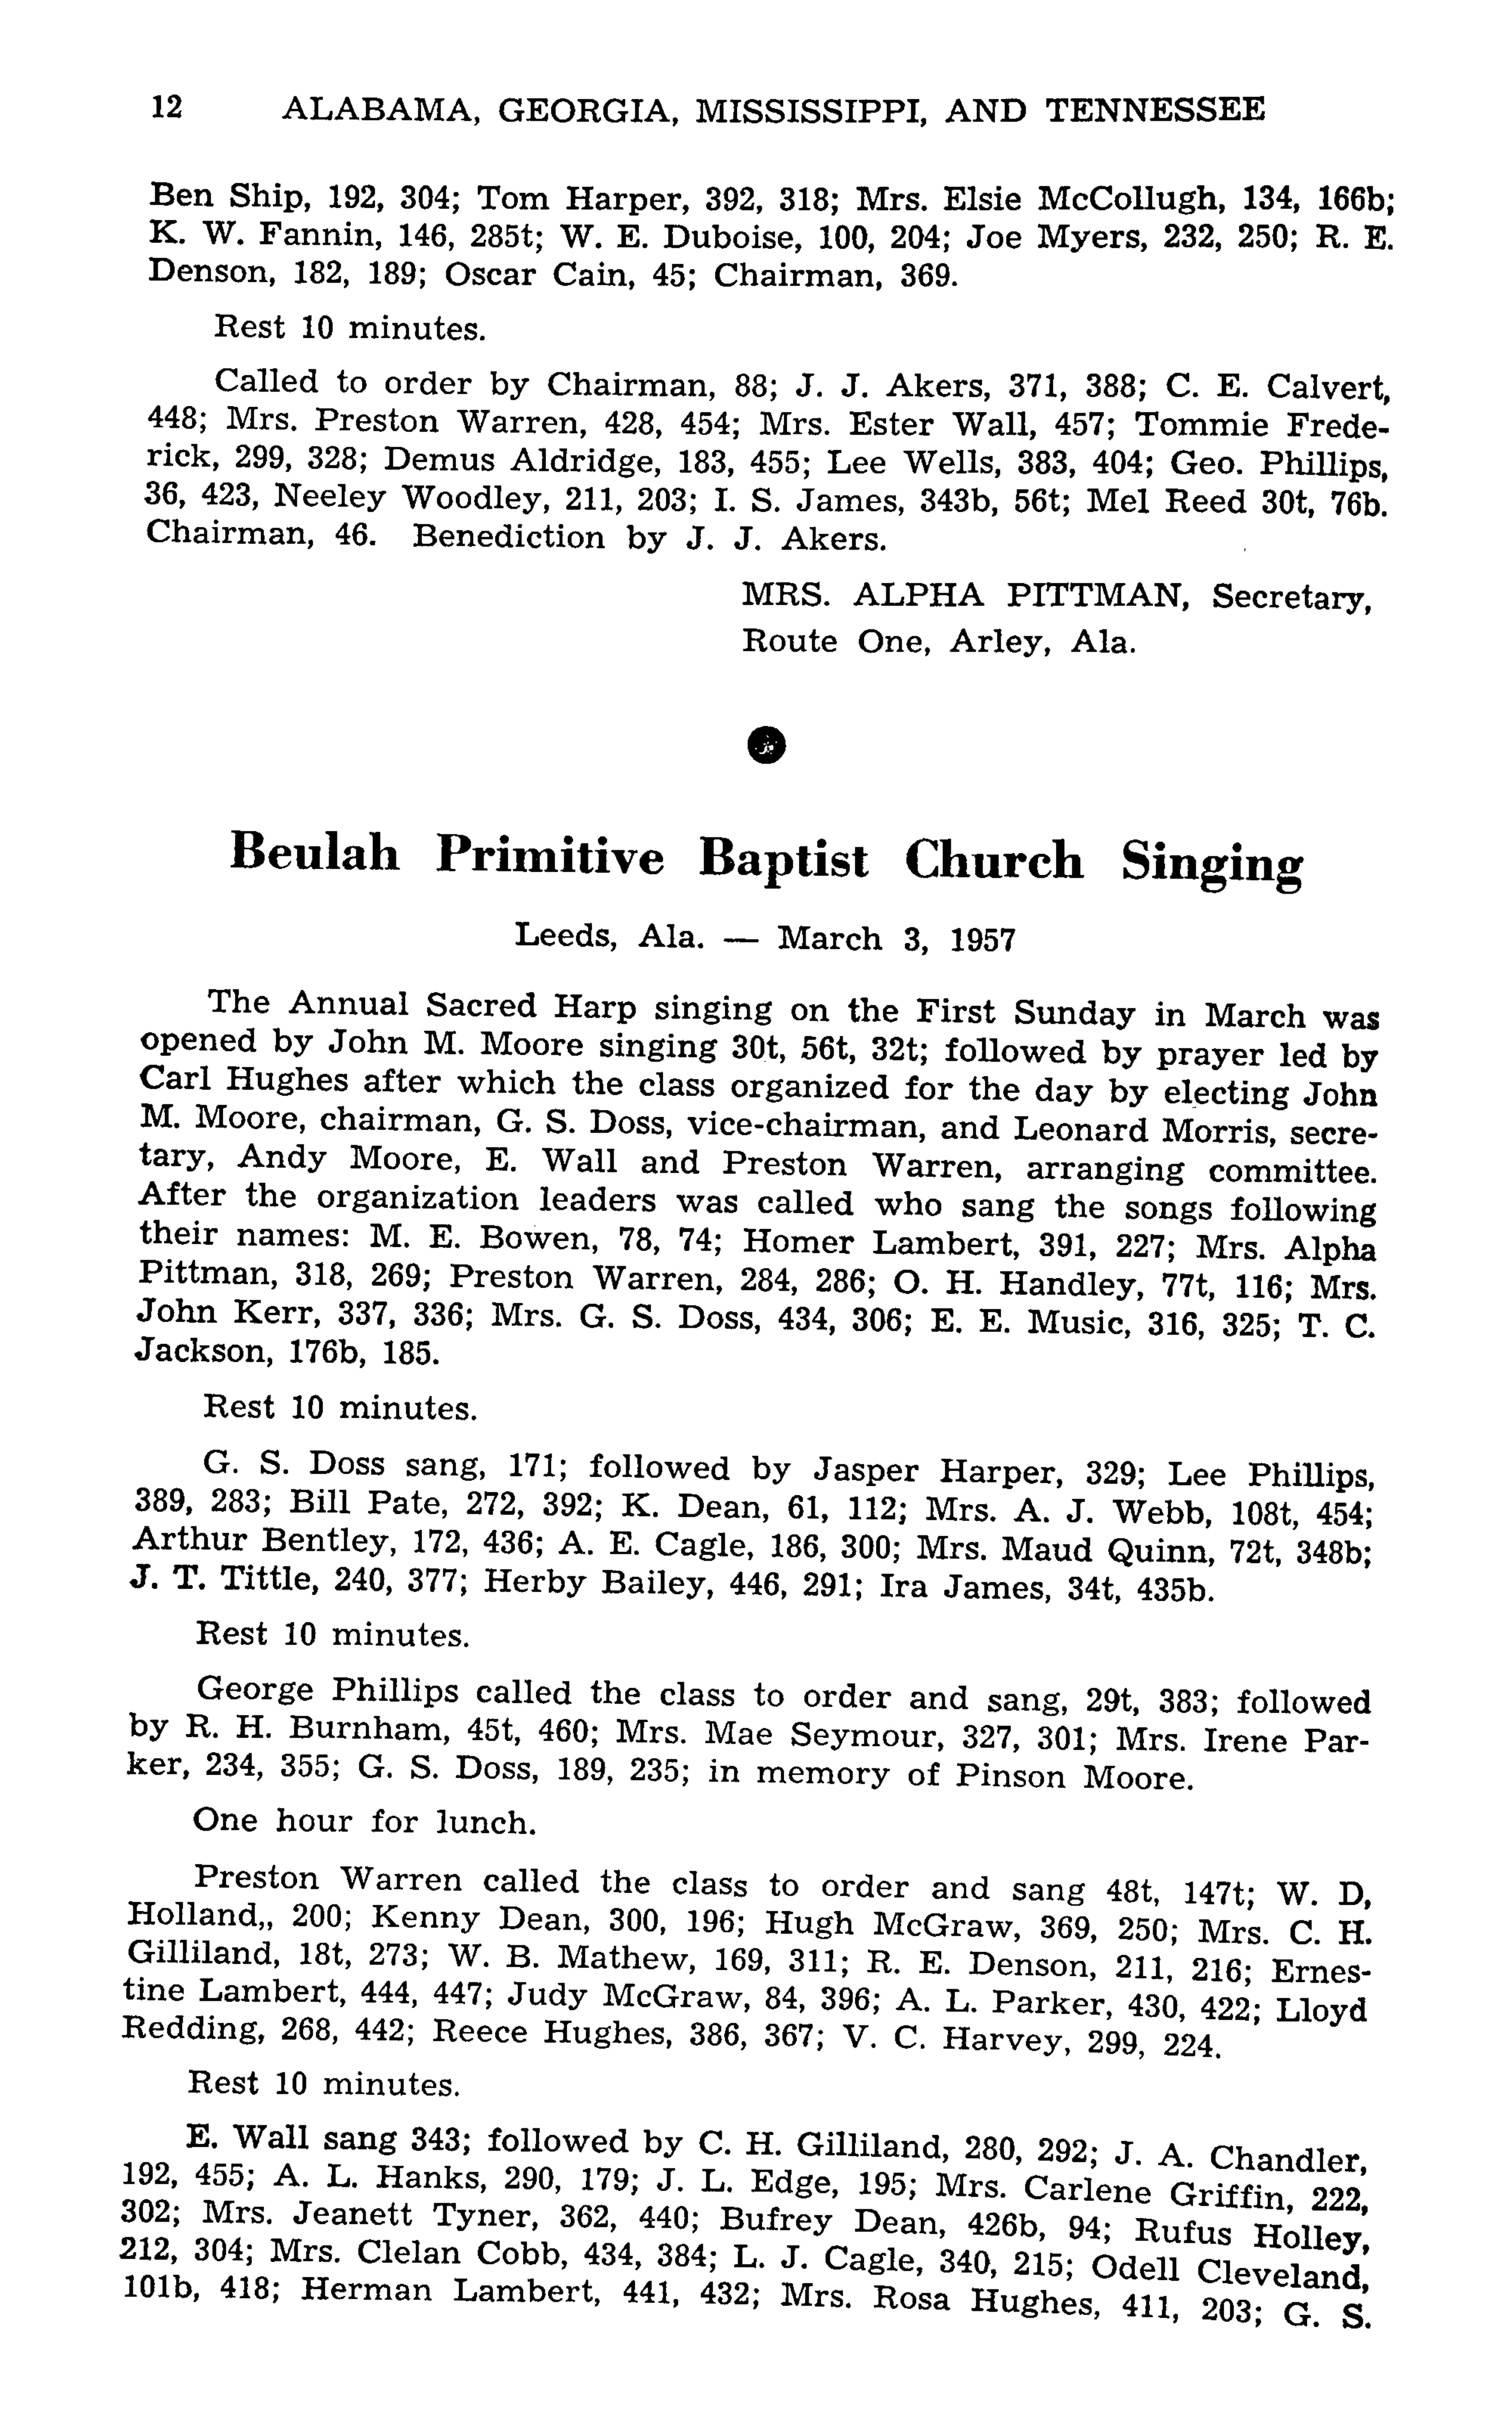 12 ALABAMA, GEORGIA, MISSISSIPPI, AND TENNESSEE
Ben Ship, 192, 304; Tom Harper, 392, 318; Mrs. Elsie McCollugh, 134, 166b;
K. W. Fannin, 146, 285t; W. E. Duboise, 100, 204; Joe Myers, 232, 250; R. E.
Denson, 182, 189; Oscar Cain, 45; Chairman, 369.
Rest 10 minutes.
Called to order by Chairman, 88; J. J. Akers, 371, 388; C. E. Calvert,
448; Mrs. Preston Warren, 428, 454; Mrs. Ester Wall, 457; Tommie Frede-
rick, 299, 328; Demus Aldridge, 183, 455; Lee Wells, 383, 404; Geo. Phillips,
36, 423, Neeley Woodley, 211, 203; I. S. James, 343b, 56t; Mel Reed 30t, 76b.
Chairman, 46. Benediction by J. J. Akers.
MRS. ALPHA PITTMAN, Secretary,
Route One, Arley, Ala.
Beulah Primitive Baptist Church Singing
Leeds, Ala. — March 3, 1957
The Annual Sacred Harp singing on the First Sunday in March was
opened by John M. Moore singing 30t, 56t, 32t; followed by prayer led by
Carl Hughes after which the class organized for the day by electing John
M. Moore, chairman, G. S. Doss, vice-chairman, and Leonard Morris, secre-
tary, Andy Moore, E. Wall and Preston Warren, arranging committee.
After the organization leaders was called who sang the songs following
their names: M. E. Bowen, 78, 74; Homer Lambert, 391, 227; Mrs. Alpha
Pittman, 318, 269; Preston Warren, 284, 286; O. H. Handley, 77t, 116; Mrs.
John Kerr, 337, 336; Mrs. G. S. Doss, 434, 306; E. E. Music, 316, 325; T. C.
Jackson, 176b, 185.
Rest 10 minutes.
G. S. Doss sang, 171; followed by Jasper Harper, 329; Lee Phillips,
389, 283; Bill Pate, 272, 392; K. Dean, 61, 112; Mrs. A. J. Webb, 108t, 454;
Arthur Bentley, 172, 436; A. E. Cagle, 186, 300; Mrs. Maud Quinn, 72t, 348b;
J. T. Tittle, 240, 377; Herby Bailey, 446, 291; Ira James, 34t, 435b.
Rest 10 minutes.
George Phillips called the class to order and sang, 29t, 383; followed
by R. H. Burnham, 45t, 460; Mrs. Mae Seymour, 327, 301; Mrs. Irene Par-
ker, 234, 355; G. S. Doss, 189, 235; in memory of Pinson Moore.
One hour for lunch.
Preston Warren called the class to order and sang 48t, 147t; W. D,
Holland,, 200; Kenny Dean, 300, 196; Hugh McGraw, 369, 250; Mrs. C. H.
Gilliland, 18t, 273; W. B. Mathew, 169, 311; R. E. Denson, 211, 216; Ernes-
tine Lambert, 444, 447; Judy McGraw, 84, 396; A. L. Parker, 430, 422; Lloyd
Redding, 268, 442; Reece Hughes, 386, 367; V. C. Harvey, 299, 224.
Rest 10 minutes.
E. Wall sang 343; followed by C. H. Gilliland, 280, 292; J. A. Chandler,
192, 455; A. L. Hanks, 290, 179; J. L. Edge, 195; Mrs. Carlene Griffin, 222,
302; Mrs. Jeanett Tyner, 362, 440; Bufrey Dean, 426b, 94; Rufus Holley,
212, 304; Mrs. Clelan Cobb, 434, 384; L. J. Cagle, 340, 215; Odell Cleveland,
101b, 418; Herman Lambert, 441, 432; Mrs. Rosa Hughes, 411, 203; G. S.